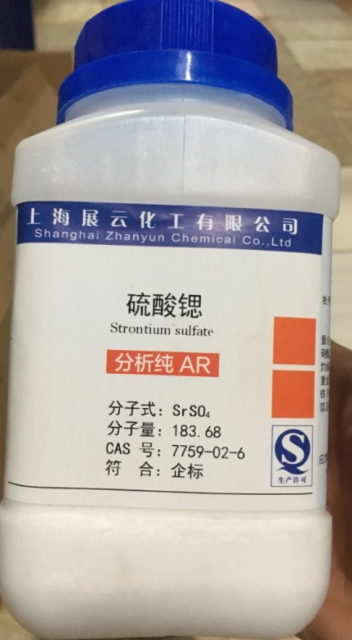 上海展云化工有限公司
Shanghai Zhanyun Chemical Co.,Ltd
硫酸锶
Strontium sulfate
分析纯 AR
分子式: SrSO₄
分子量: 183.68
CAS 号: 7759-02-6
符 合: 企标
生产许可